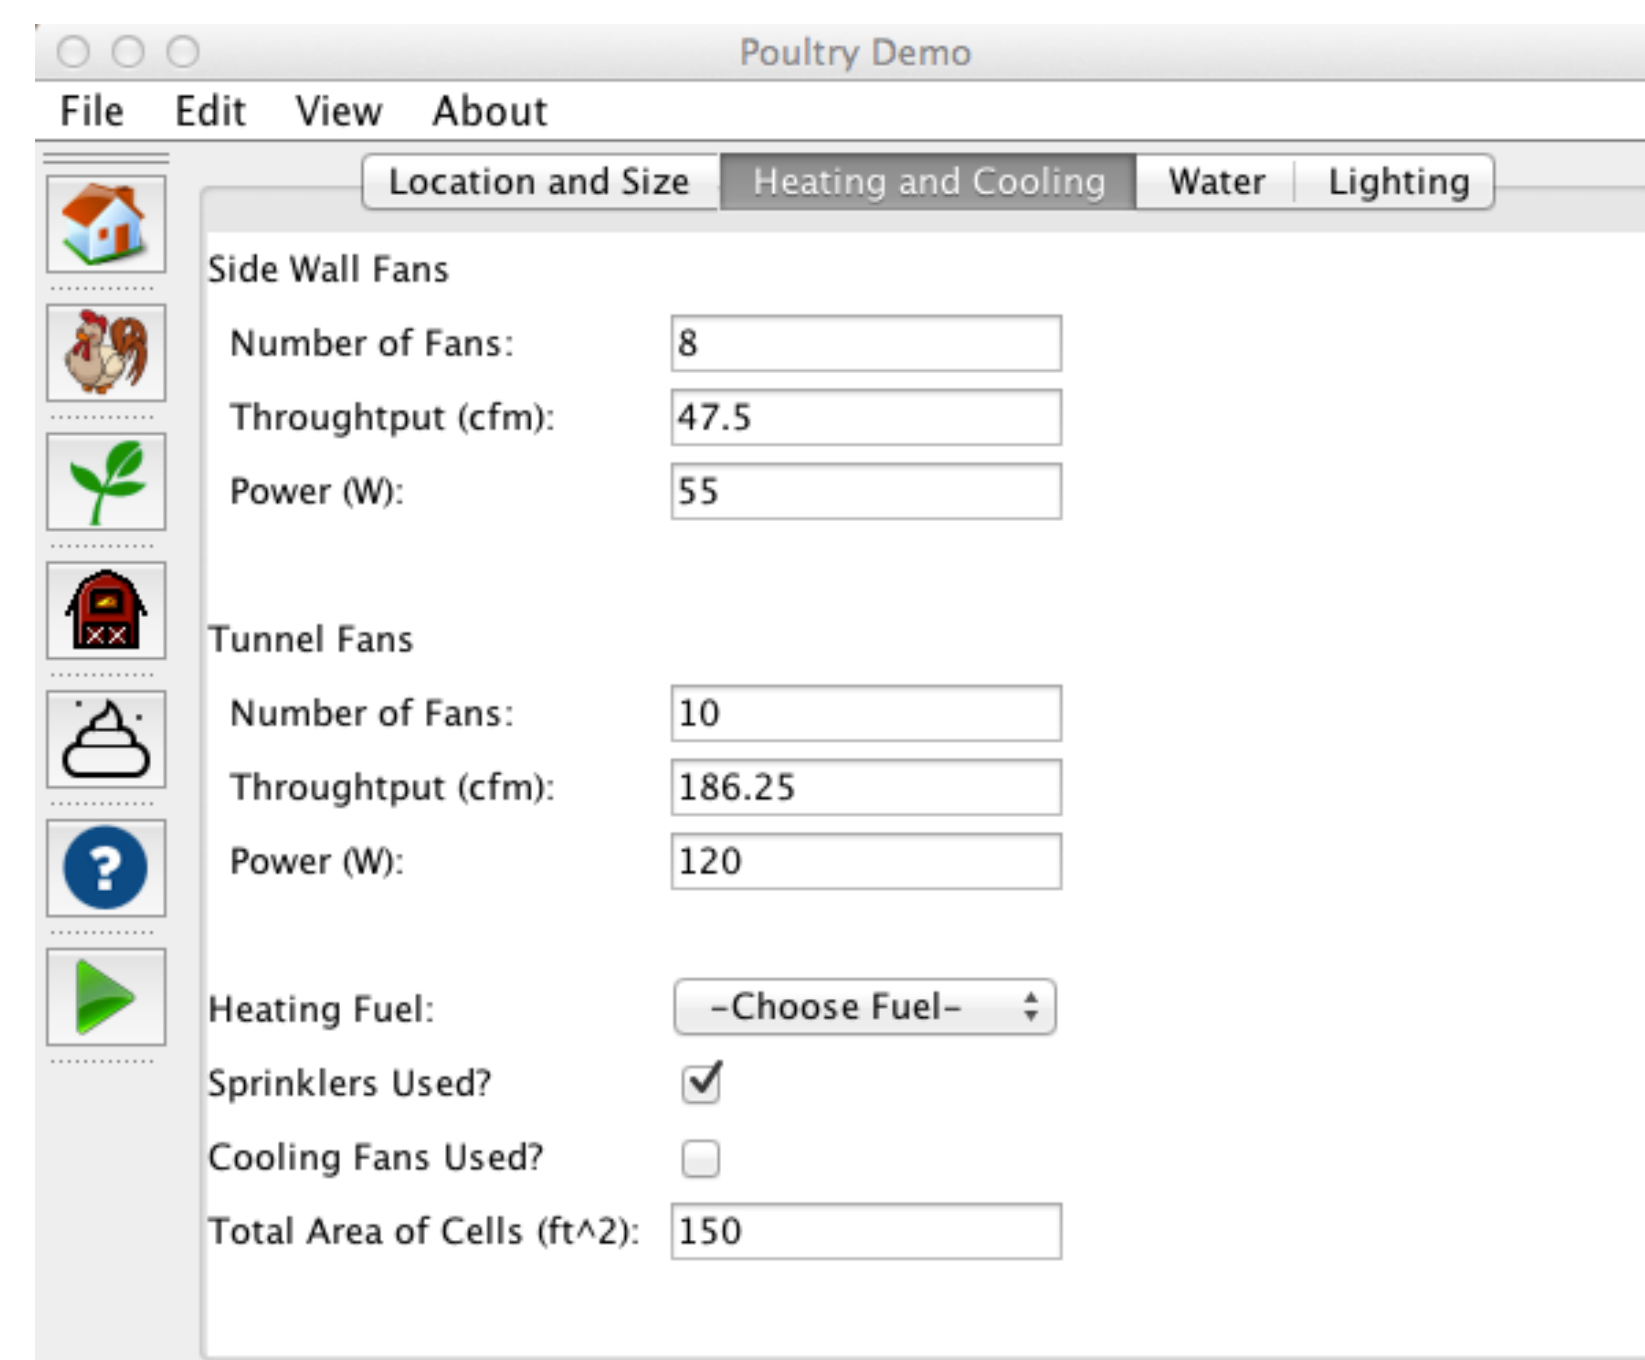 Poultry Demo
File Edit View About
Location and Size Heating and Cooling Water Lighting
Side Wall Fans
Number of Fans: 8
Throughtput (cfm): 47.5
Power (W): 55
Tunnel Fans
Number of Fans: 10
Throughtput (cfm): 186.25
Power (W): 120
Heating Fuel: -Choose Fuel-
Sprinklers Used?
Cooling Fans Used?
Total Area of Cells (ft^2): 150
?